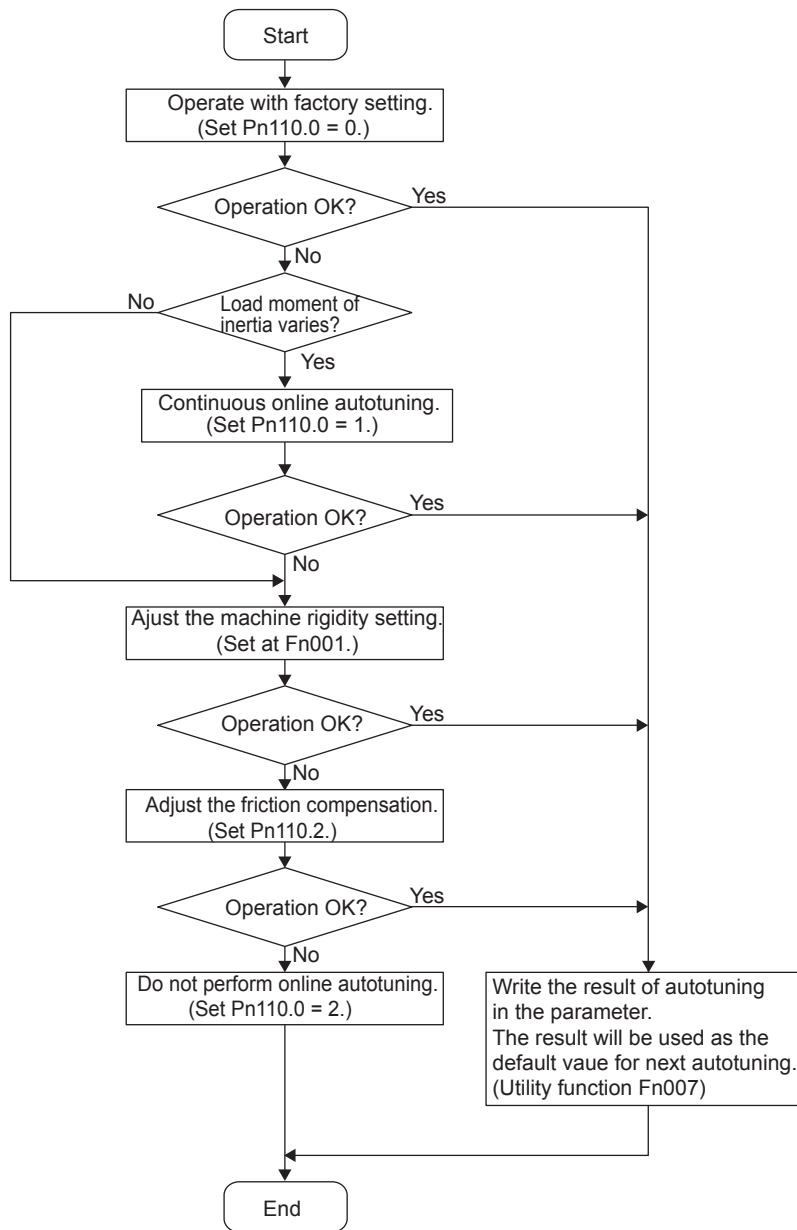 Start
Operate with factory setting.
(Set Pn110.0 = 0.)
Operation OK?
Yes
No
Load moment of
inertia varies?
No
Yes
Continuous online autotuning.
(Set Pn110.0 = 1.)
Operation OK?
Yes
No
Ajust the machine rigidity setting.
(Set at Fn001.)
Operation OK?
Yes
No
Adjust the friction compensation.
(Set Pn110.2.)
Operation OK?
Yes
No
Do not perform online autotuning.
(Set Pn110.0 = 2.)
Write the result of autotuning
in the parameter.
The result will be used as the
default vaue for next autotuning.
(Utility function Fn007)
End